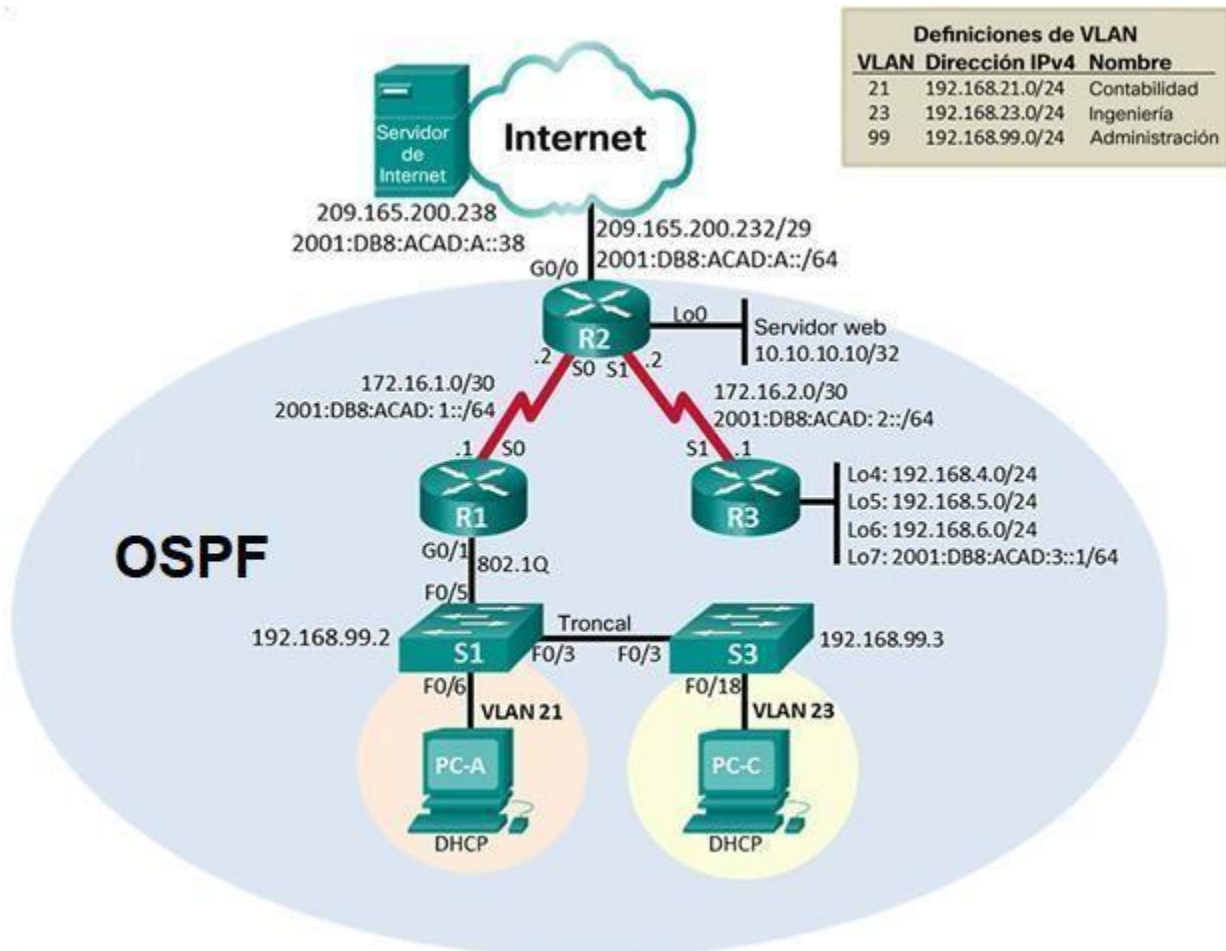 Definiciones de VLAN
VLAN Dirección IPv4 Nombre
21 192.168.21.0/24 Contabilidad
23 192.168.23.0/24 Ingeniería
99 192.168.99.0/24 Administración
Servidor
de
Internet
Internet
209.165.200.238
2001:DB8:ACAD:A::38
209.165.200.232/29
2001:DB8:ACAD:A::/64
G0/0
R2
Lo0
Servidor web
10.10.10.10/32
.2
S0
S1
.2
172.16.1.0/30
2001:DB8:ACAD: 1::/64
172.16.2.0/30
2001:DB8:ACAD: 2::/64
.1
S0
S1
.1
R1
R3
Lo4: 192.168.4.0/24
Lo5: 192.168.5.0/24
Lo6: 192.168.6.0/24
Lo7: 2001:DB8:ACAD:3::1/64
OSPF
G0/1
802.1Q
F0/5
192.168.99.2
S1
Troncal
F0/3
F0/3
S3
192.168.99.3
F0/6
F0/18
VLAN 21
VLAN 23
PC-A
PC-C
DHCP
DHCP